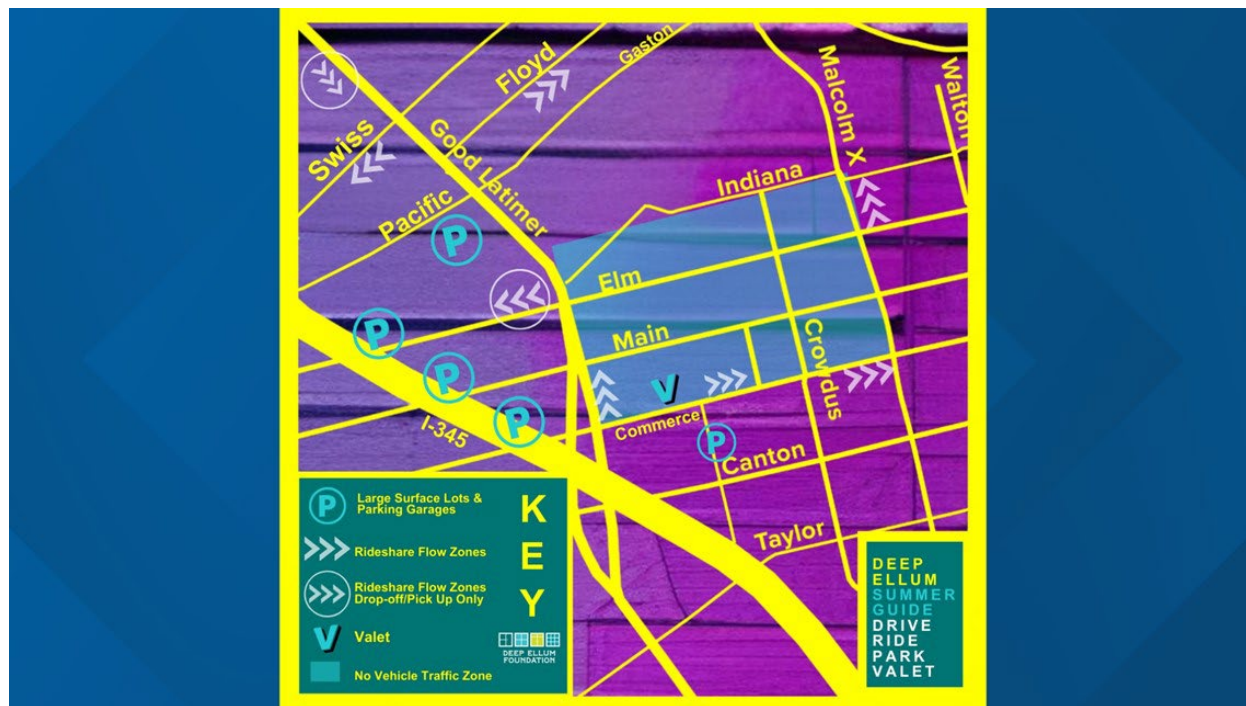 Swiss
Floyd
Gaston
Malcolm X
Walton
Good Latimer
Pacific
Indiana
P
Elm
Main
P
P
P
Crowdus
V
Commerce
P
I-345
Canton
Taylor
KEY
P Large Surface Lots &
Parking Garages
Rideshare Flow Zones
Rideshare Flow Zones
Drop-off/Pick Up Only
V Valet
No Vehicle Traffic Zone
DEEP ELLUM
FOUNDATION
DEEP
ELLUM
SUMMER
GUIDE
DRIVE
RIDE
PARK
VALET